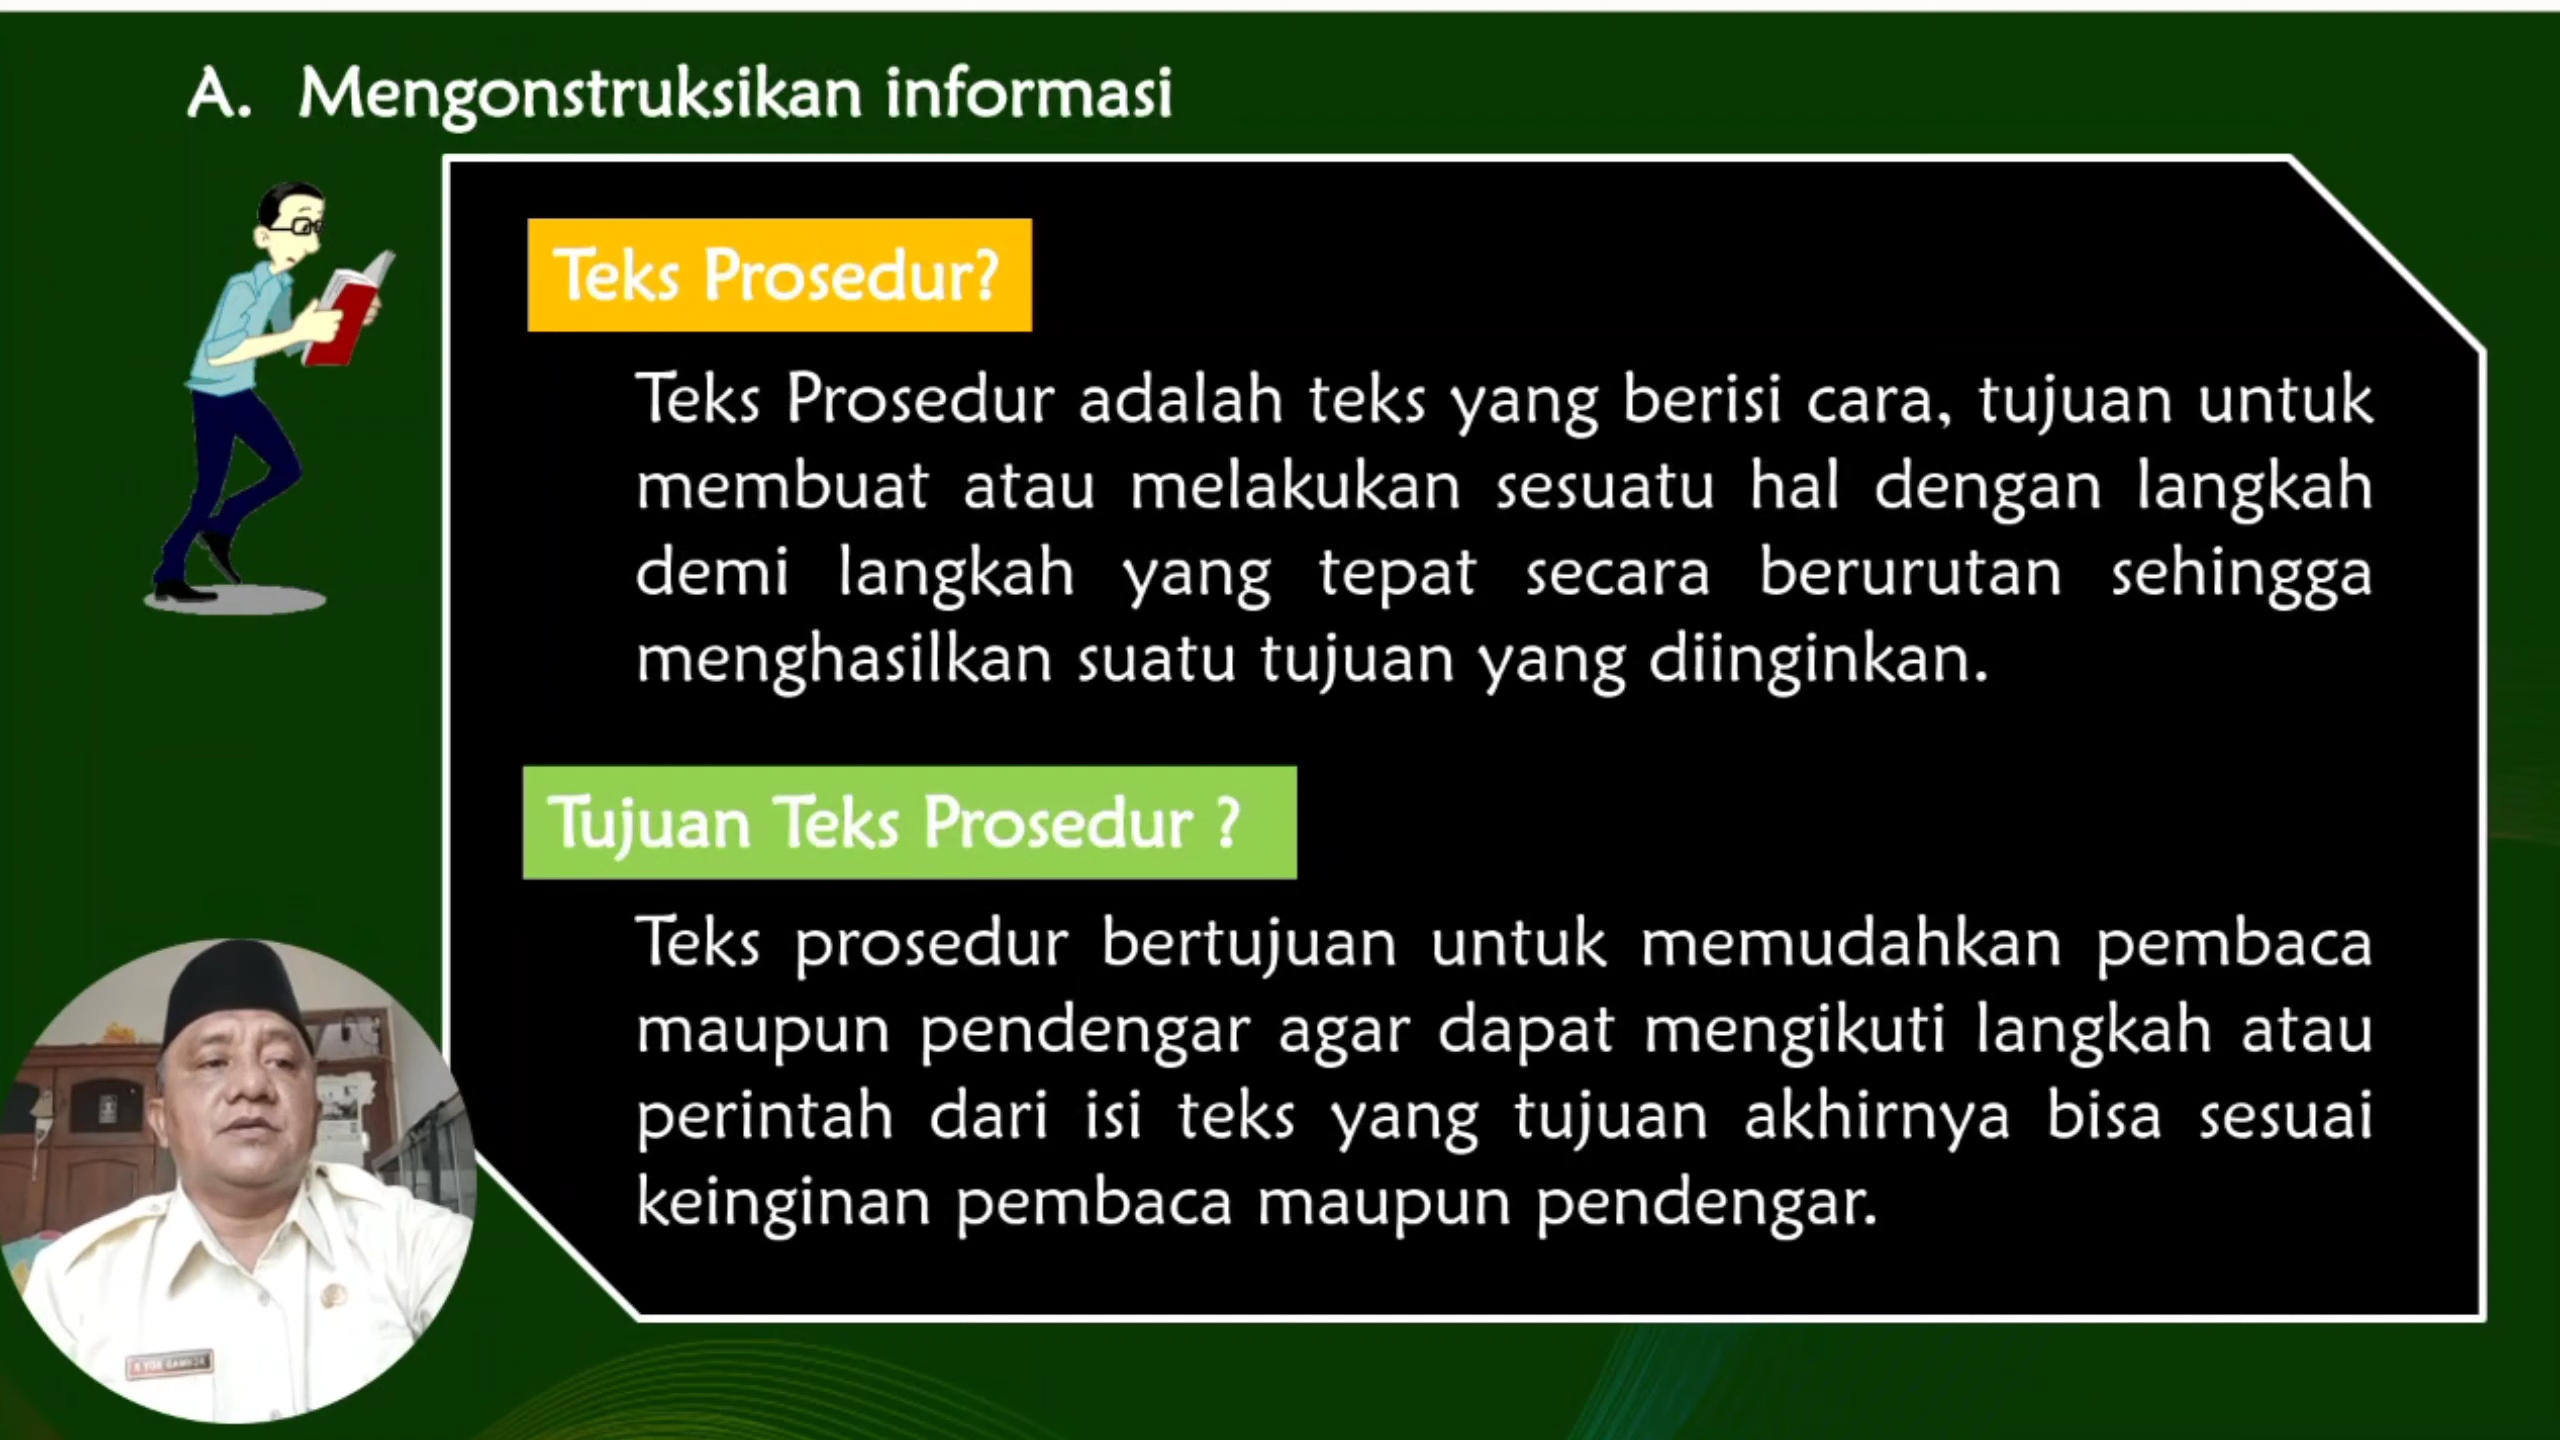 A. Mengonstruksikan informasi
Teks Prosedur?
Teks Prosedur adalah teks yang berisi cara, tujuan untuk
membuat atau melakukan sesuatu hal dengan langkah
demi langkah yang tepat secara berurutan sehingga
menghasilkan suatu tujuan yang diinginkan.
Tujuan Teks Prosedur ?
Teks prosedur bertujuan untuk memudahkan pembaca
maupun pendengar agar dapat mengikuti langkah atau
perintah dari isi teks yang tujuan akhirnya bisa sesuai
keinginan pembaca maupun pendengar.